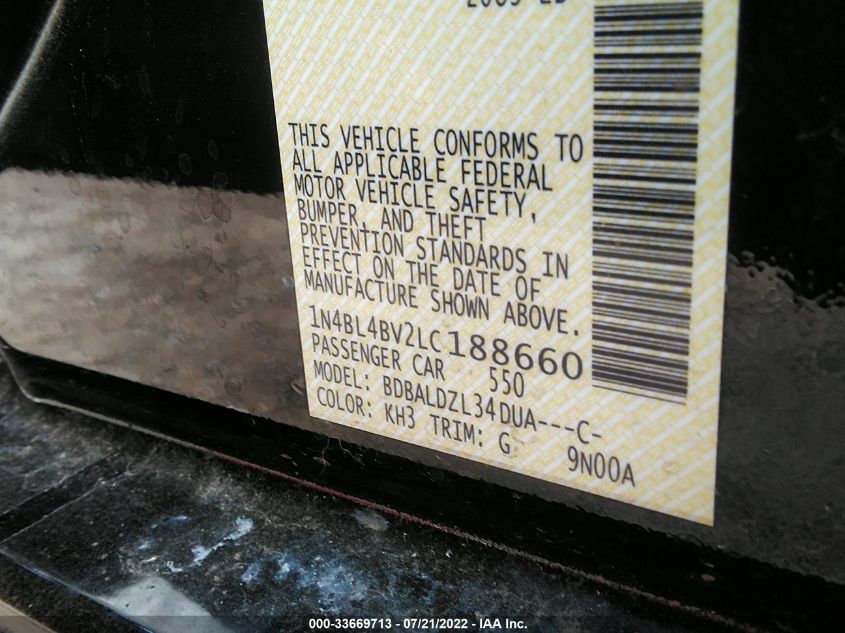 THIS VEHICLE CONFORMS TO
ALL APPLICABLE FEDERAL
MOTOR VEHICLE SAFETY,
BUMPER, AND THEFT
PREVENTION STANDARDS IN
EFFECT ON THE DATE OF
MANUFACTURE SHOWN ABOVE.
1N4BL4BV2LC188660
PASSENGER CAR 550
MODEL: BDBALDZL34DUA---C-
COLOR: KH3 TRIM: G 9N00A
000-33669713 - 07/21/2022 - IAA Inc.